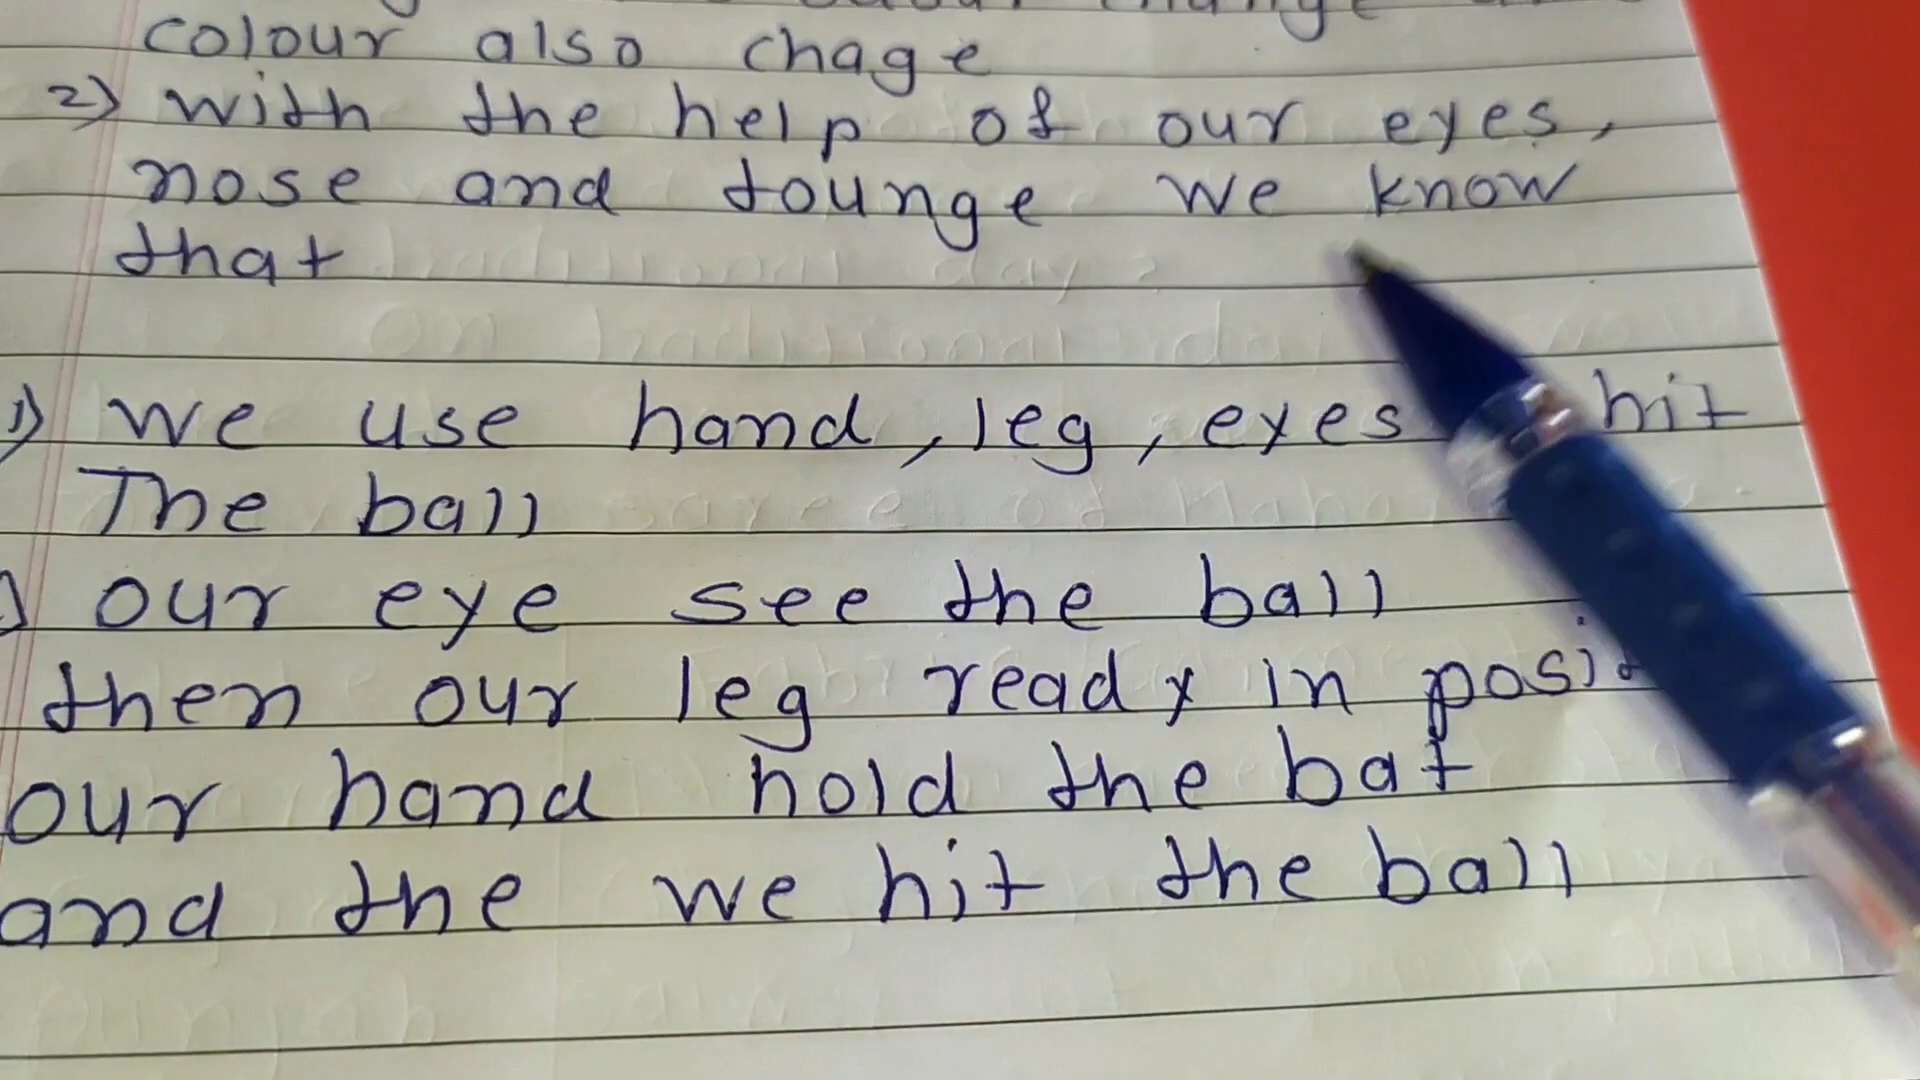 colour also chage
2) with the help of our eyes,
nose and tounge we know
that
1) we use hand, leg, eyes hit
The ball
) our eye see the ball
then our leg ready in posit
our hand hold the bat
and the we hit the ball